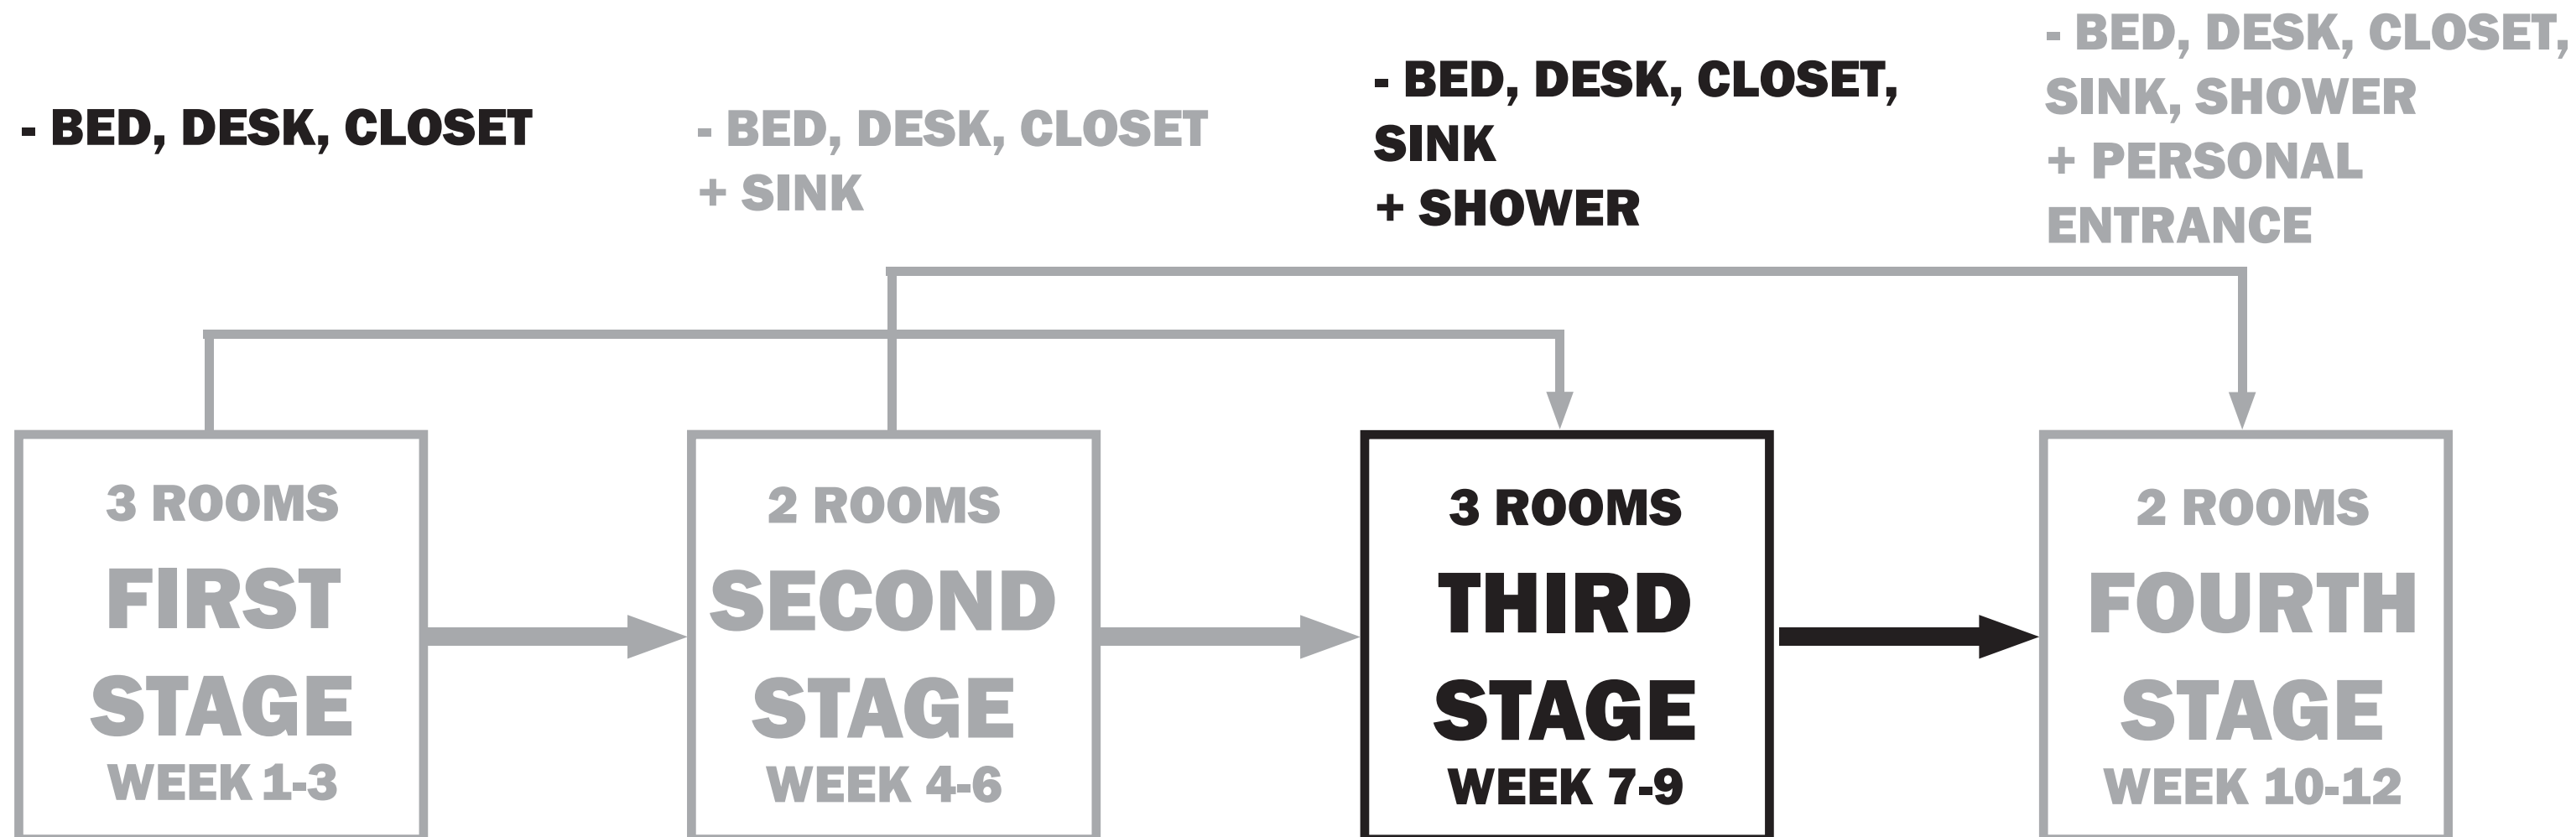 - BED, DESK, CLOSET
- BED, DESK, CLOSET
+ SINK
- BED, DESK, CLOSET,
SINK
+ SHOWER
- BED, DESK, CLOSET,
SINK, SHOWER
+ PERSONAL
ENTRANCE
3 ROOMS
FIRST
STAGE
WEEK 1-3
2 ROOMS
SECOND
STAGE
WEEK 4-6
3 ROOMS
THIRD
STAGE
WEEK 7-9
2 ROOMS
FOURTH
STAGE
WEEK 10-12